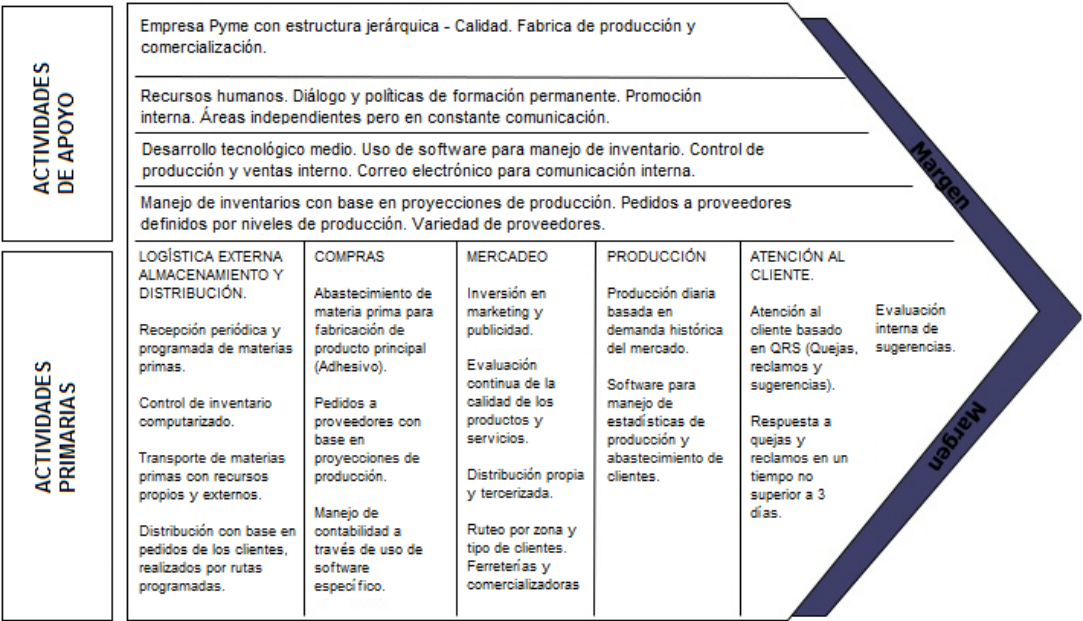 ACTIVIDADES
DE APOYO
Empresa Pyme con estructura jerárquica - Calidad. Fabrica de producción y
comercialización.
Recursos humanos. Diálogo y políticas de formación permanente. Promoción
interna. Áreas independientes pero en constante comunicación.
Desarrollo tecnológico medio. Uso de software para manejo de inventario. Control de
producción y ventas interno. Correo electrónico para comunicación interna.
Manejo de inventarios con base en proyecciones de producción. Pedidos a proveedores
definidos por niveles de producción. Variedad de proveedores.
Margen
ACTIVIDADES
PRIMARIAS
LOGÍSTICA EXTERNA
ALMACENAMIENTO Y
DISTRIBUCIÓN.
Recepción periódica y
programada de materias
primas.
Control de inventario
computarizado.
Transporte de materias
primas con recursos
propios y externos.
Distribución con base en
pedidos de los clientes,
realizados por rutas
programadas.
COMPRAS
Abastecimiento de
materia prima para
fabricación de
producto principal
(Adhesivo).
Pedidos a
proveedores con
base en
proyecciones de
producción.
Manejo de
contabilidad a
través de uso de
software
específico.
MERCADEO
Inversión en
marketing y
publicidad.
Evaluación
continua de la
calidad de los
productos y
servicios.
Distribución propia
y tercerizada.
Ruteo por zona y
tipo de clientes.
Ferreterías y
comercializadoras
PRODUCCIÓN
Producción diaria
basada en
demanda histórica
del mercado.
Software para
manejo de
estadísticas de
producción y
abastecimiento de
clientes.
ATENCIÓN AL
CLIENTE.
Atención al
cliente basado
en QRS (Quejas,
reclamos y
sugerencias).
Respuesta a
quejas y
reclamos en un
tiempo no
superior a 3
días.
Evaluación
interna de
sugerencias.
Margen